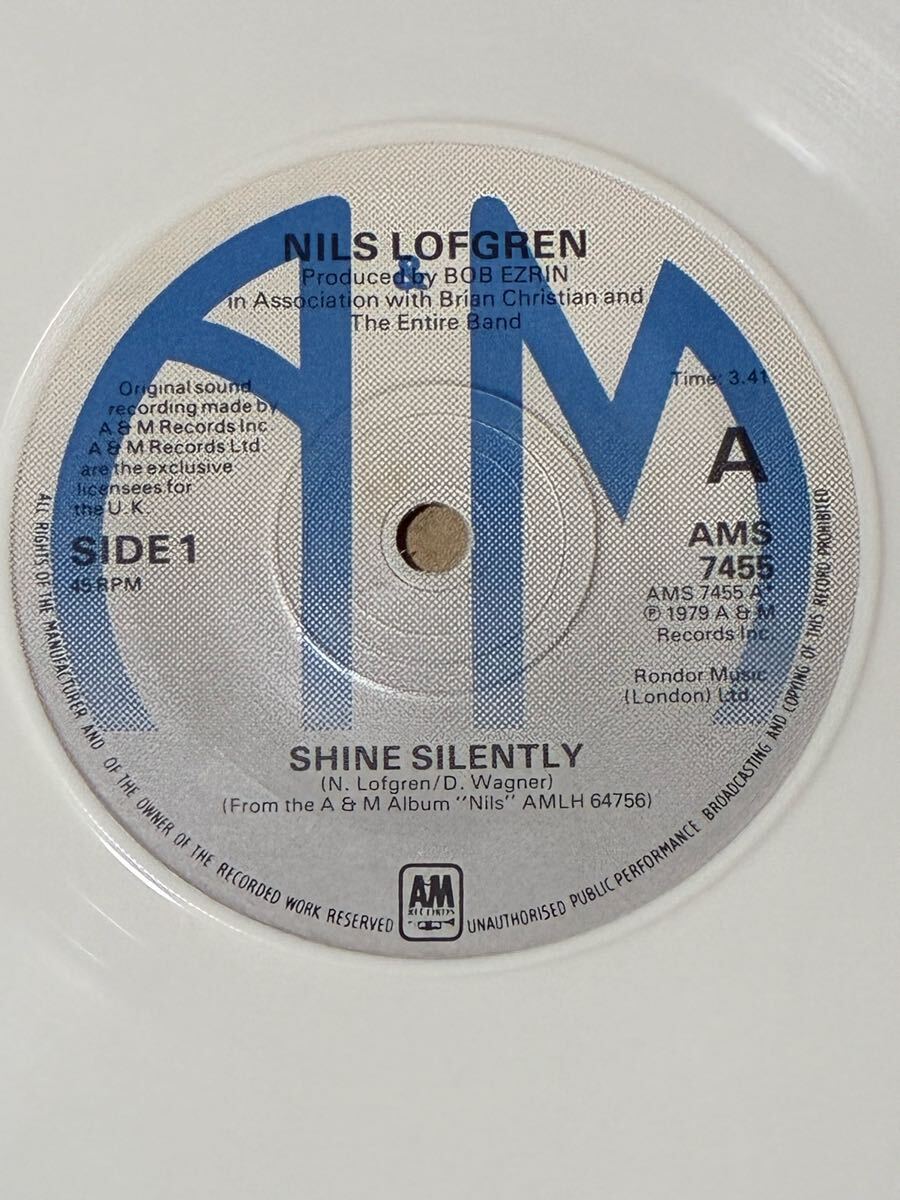 NILS LOFGREN
&
Produced by BOB EZRIN
in Association with Brian Christian and
The Entire Band
Time: 3.41
Original sound
recording made by
A & M Records Inc.
A & M Records Ltd.
are the exclusive
licensees for
the U.K.
SIDE 1
45 RPM
A
AMS
7455
AMS 7455 A
℗ 1979 A & M
Records Inc.
Rondor Music
(London) Ltd.
AM
SHINE SILENTLY
(N. Lofgren/D. Wagner)
(From the A & M Album "Nils" AMLH 64756)
ALL RIGHTS OF THE MANUFACTURER AND OF THE OWNER OF THE RECORDED WORK RESERVED
AM
RECORDS
UNAUTHORISED PUBLIC PERFORMANCE BROADCASTING AND COPYING OF THIS RECORD PROHIBITED